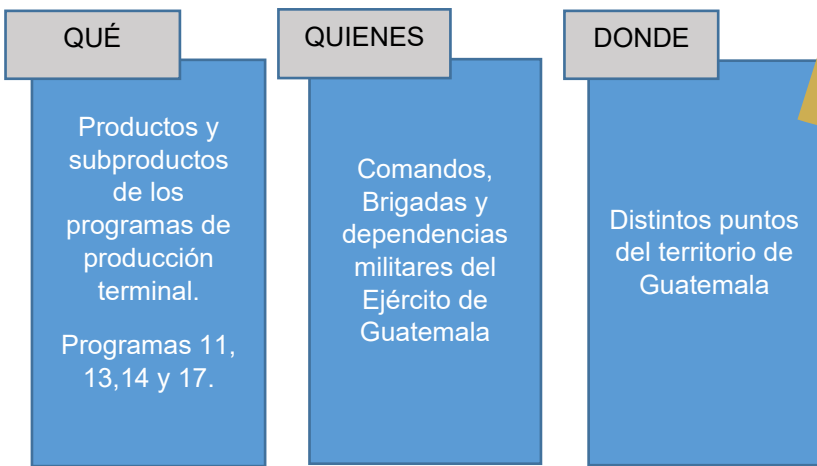 QUÉ
Productos y
subproductos
de los
programas de
producción
terminal.
Programas 11,
13,14 y 17.
QUIENES
Comandos,
Brigadas y
dependencias
militares del
Ejército de
Guatemala
DONDE
Distintos puntos
del territorio de
Guatemala